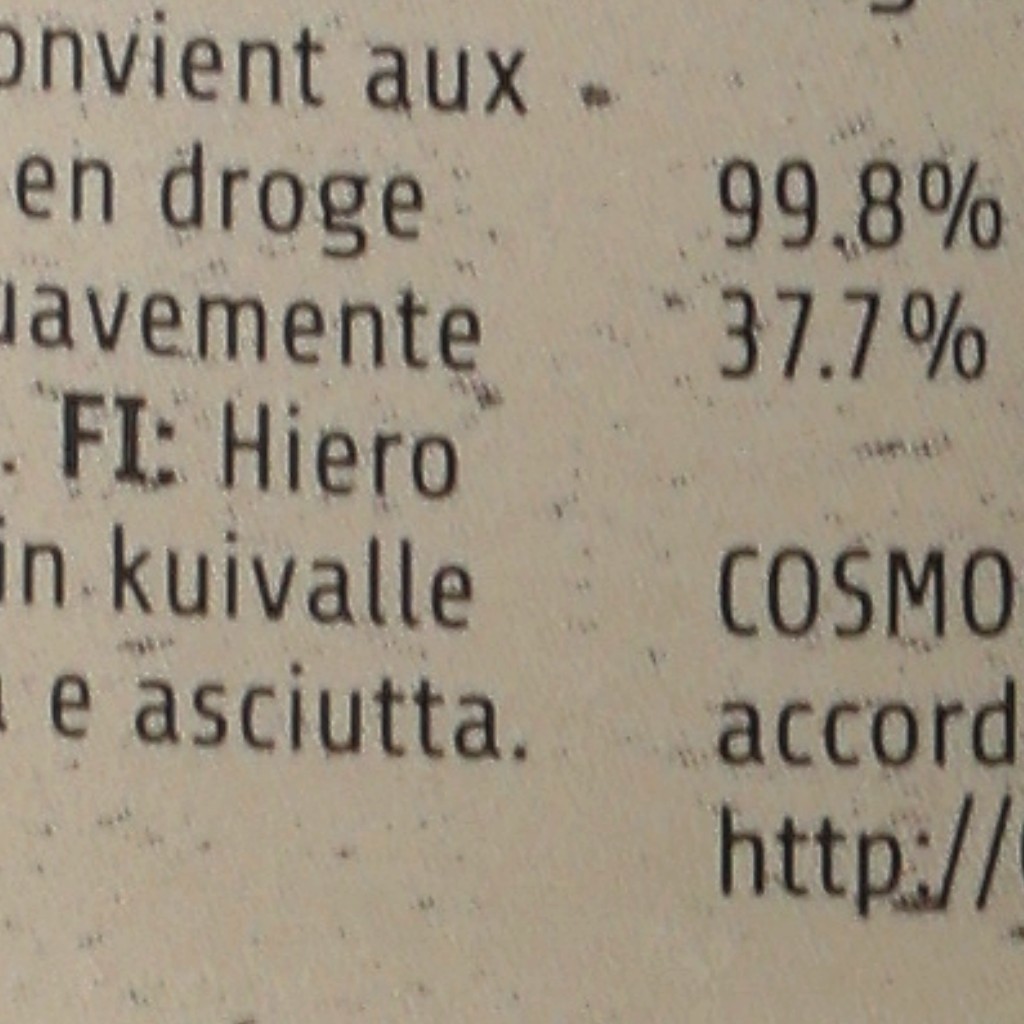 onvient aux
en droge
uavemente
. FI: Hiero
in kuivalle
e asciutta.
99.8%
37.7%
COSMO
accord
http://